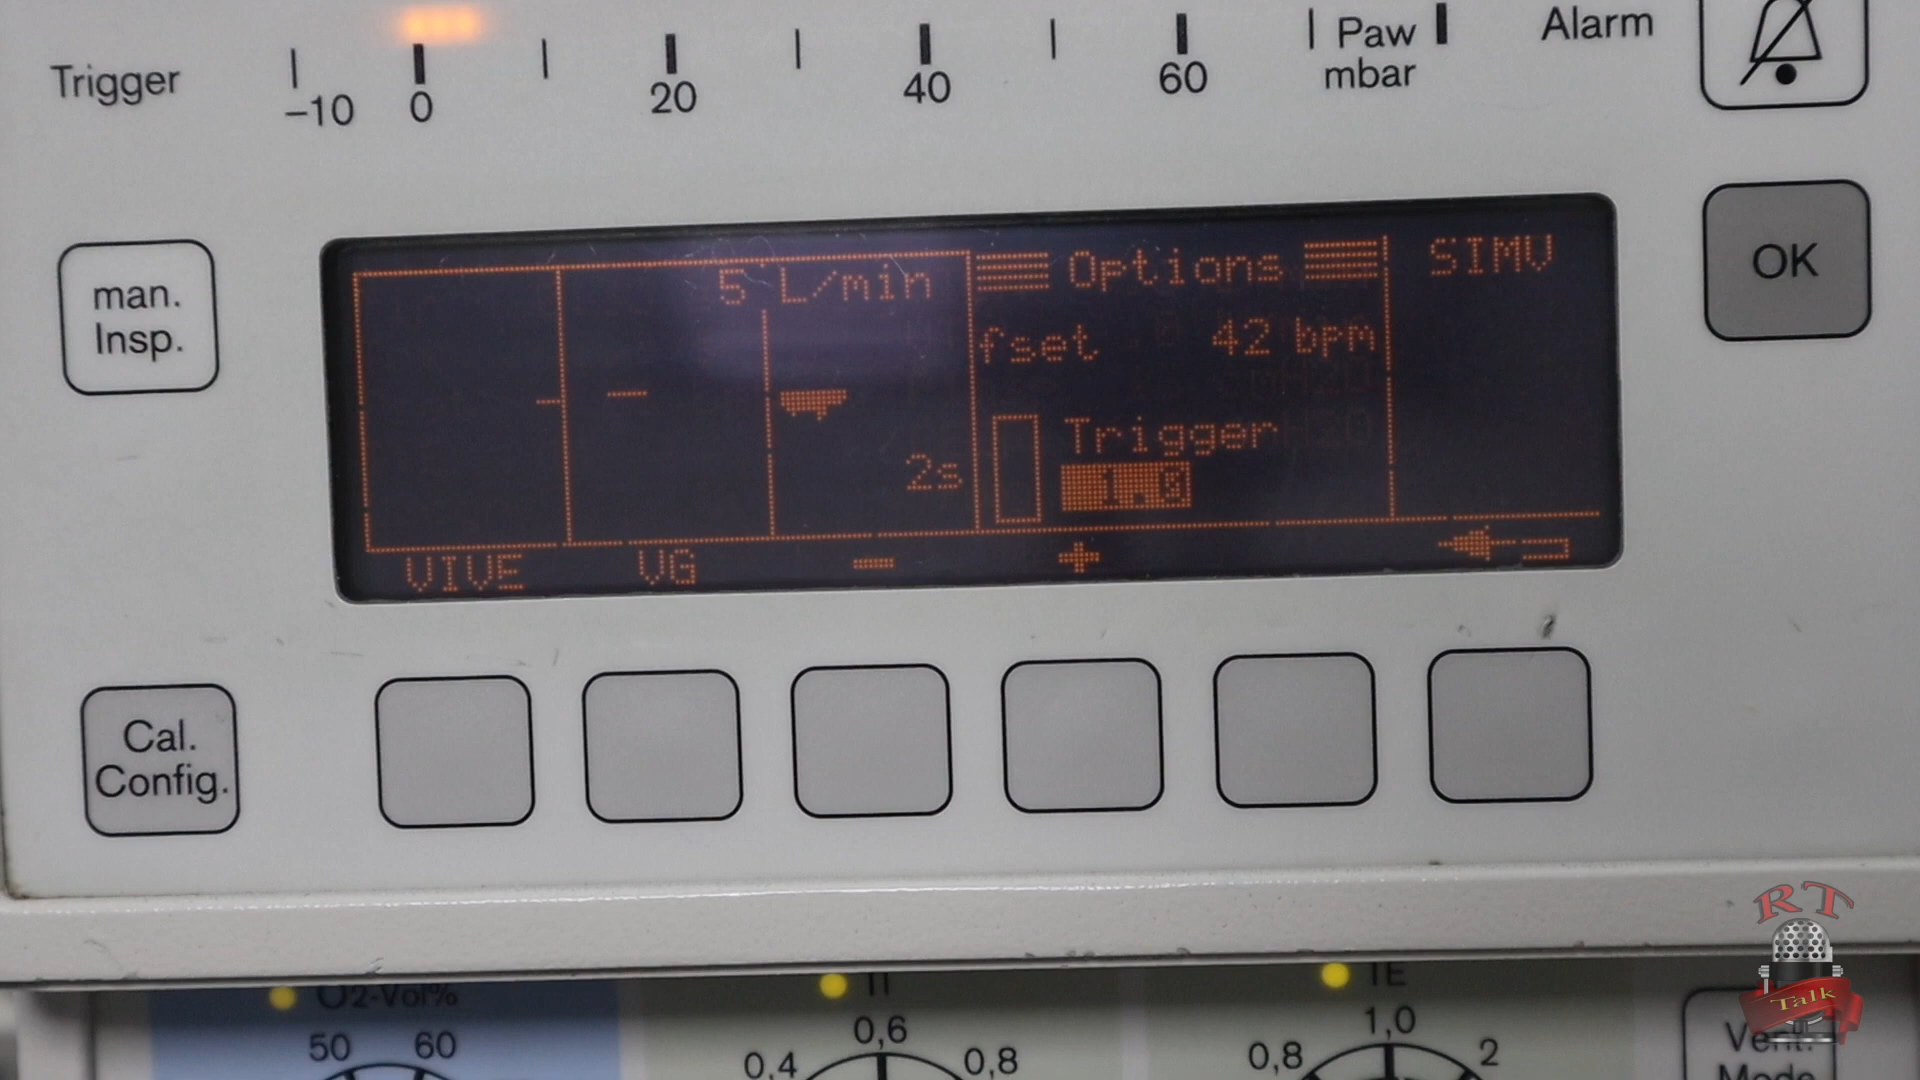 Trigger
–10 0 20 40 60
Paw
mbar
Alarm
man.
Insp.
OK
5 L/min
Options
SIMV
fset 42 bpm
Trigger
1.0
2s
VIVE VG – +
Cal.
Config.
RT
Talk
O2-Vol%
TI
TE
50 60
0,4 0,6 0,8
0,8 1,0 2
Vent.
Mode